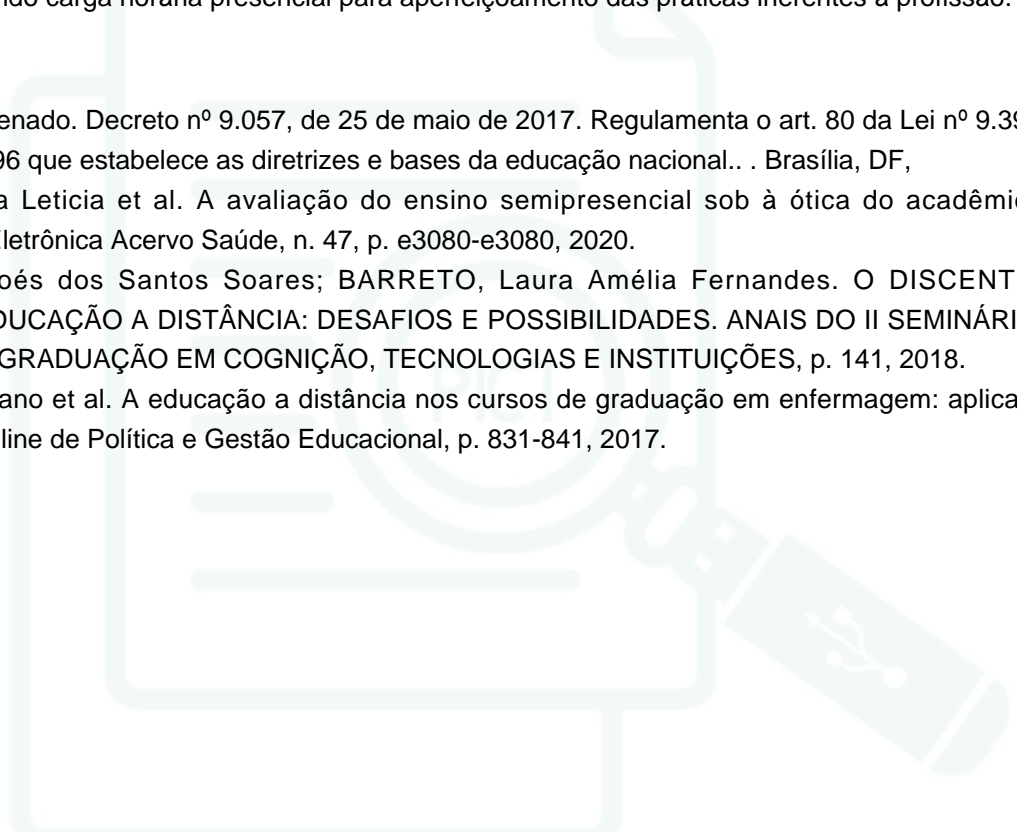 ndo carga horária presencial para aperfeiçoamento das práticas inerentes à profissão.
enado. Decreto nº 9.057, de 25 de maio de 2017. Regulamenta o art. 80 da Lei nº 9.39
96 que estabelece as diretrizes e bases da educação nacional.. . Brasília, DF,
a Leticia et al. A avaliação do ensino semipresencial sob à ótica do acadêmic
Eletrônica Acervo Saúde, n. 47, p. e3080-e3080, 2020.
oés dos Santos Soares; BARRETO, Laura Amélia Fernandes. O DISCENT
DUCAÇÃO A DISTÂNCIA: DESAFIOS E POSSIBILIDADES. ANAIS DO II SEMINÁRI
GRADUAÇÃO EM COGNIÇÃO, TECNOLOGIAS E INSTITUIÇÕES, p. 141, 2018.
ano et al. A educação a distância nos cursos de graduação em enfermagem: aplica
line de Política e Gestão Educacional, p. 831-841, 2017.